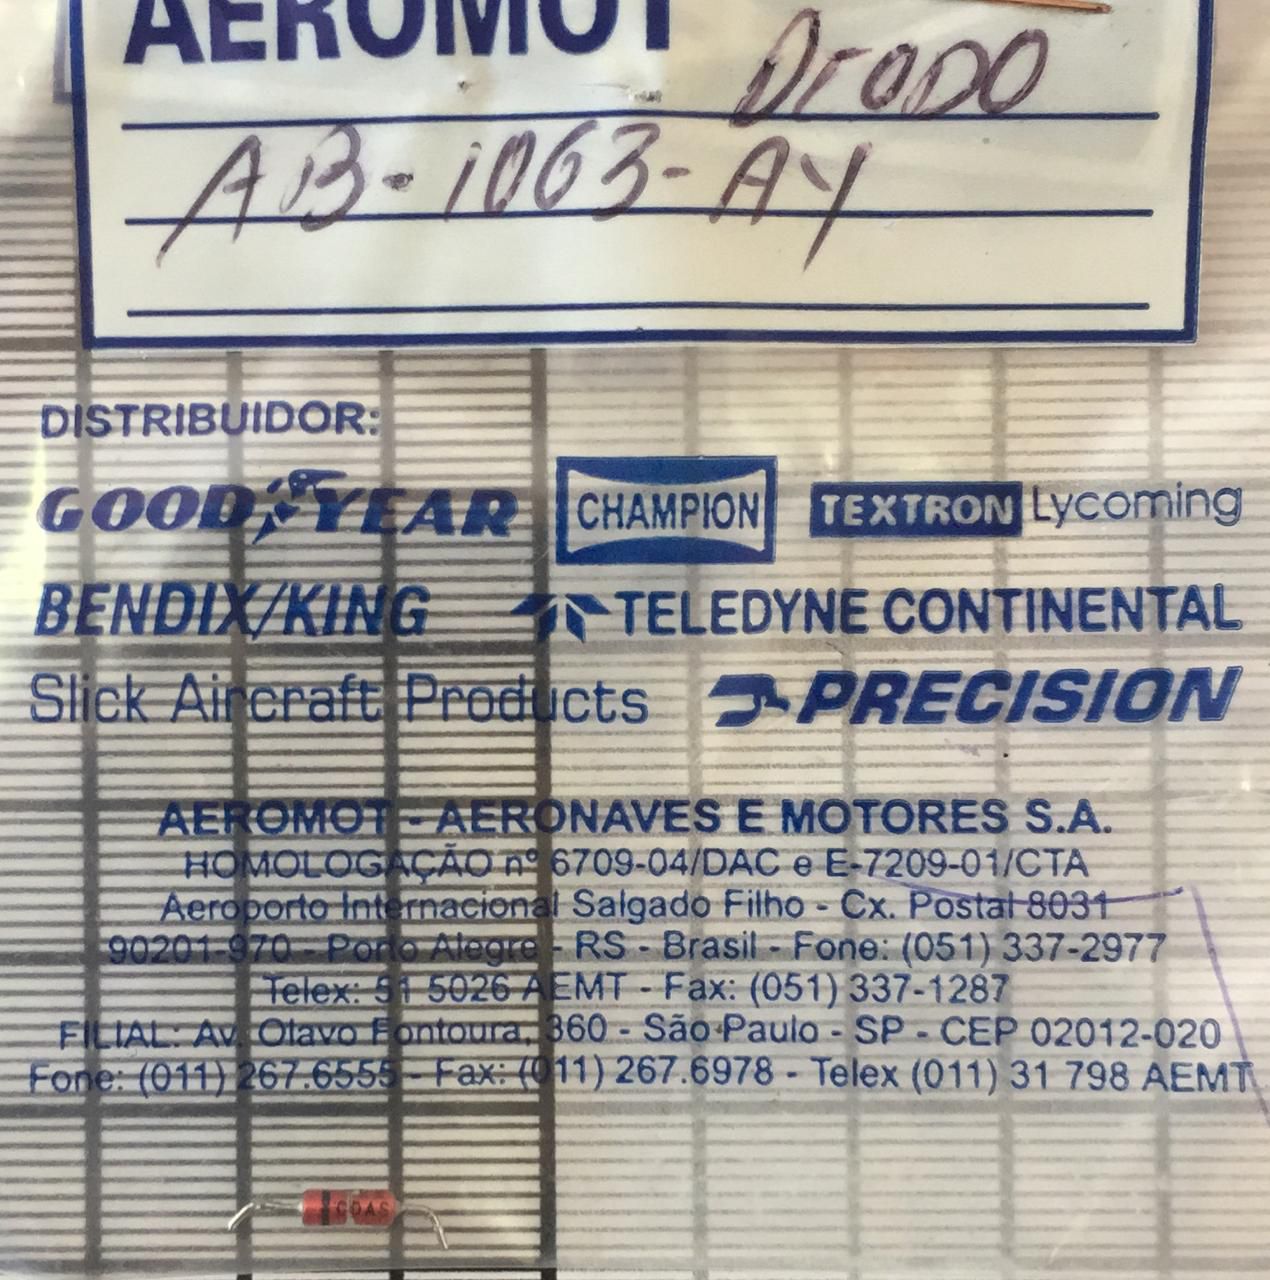 AEROMOT
DIODO
AB-1063-AY
DISTRIBUIDOR:
GOODYEAR CHAMPION TEXTRON Lycoming
BENDIX/KING TELEDYNE CONTINENTAL
Slick Aircraft Products PRECISION
AEROMOT - AERONAVES E MOTORES S.A.
HOMOLOGAÇÃO nº 6709-04/DAC e E-7209-01/CTA
Aeroporto Internacional Salgado Filho - Cx. Postal 8031
90201-970 - Porto Alegre - RS - Brasil - Fone: (051) 337-2977
Telex: 51 5026 AEMT - Fax: (051) 337-1287
FILIAL: Av. Olavo Fontoura, 360 - São Paulo - SP - CEP 02012-020
Fone: (011) 267.6555 - Fax: (011) 267.6978 - Telex (011) 31 798 AEMT